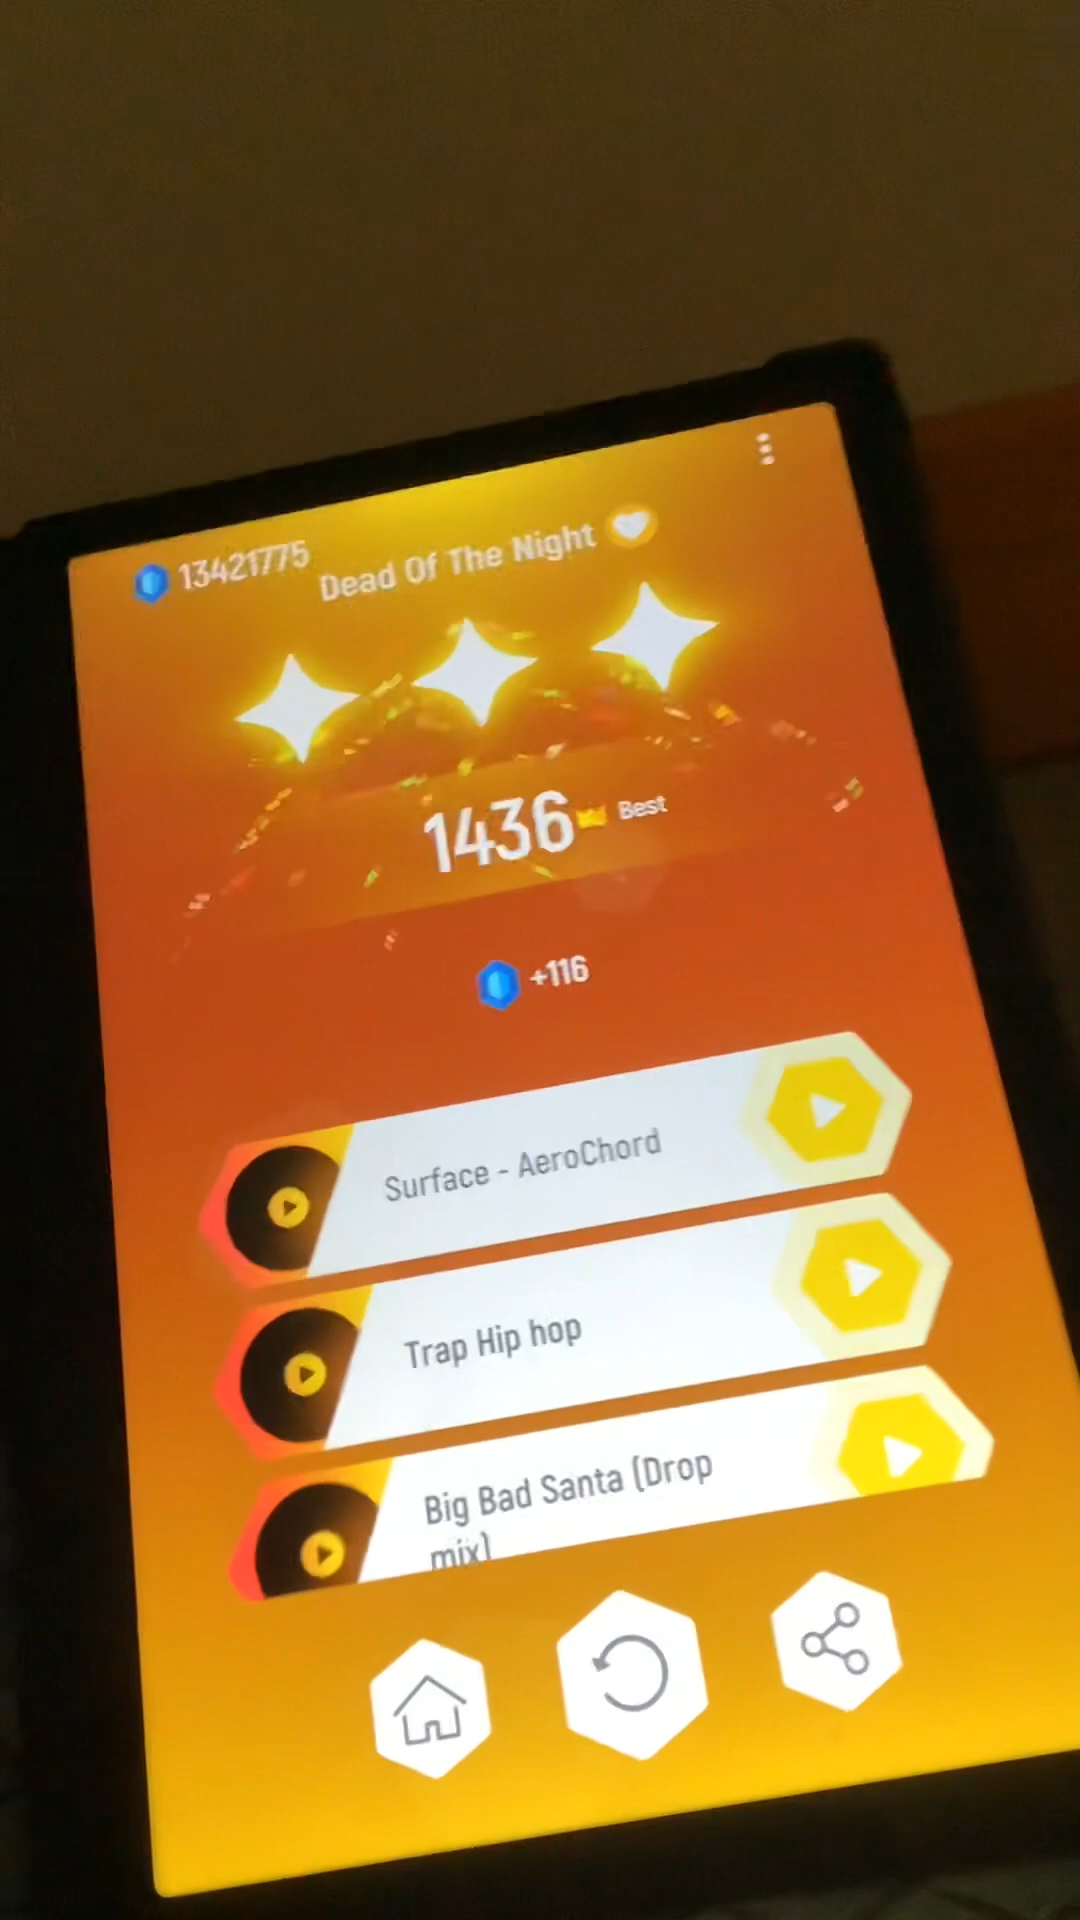 13421775
Dead Of The Night
1436 Best
+116
Surface - AeroChord
Trap Hip hop
Big Bad Santa (Drop
mix)